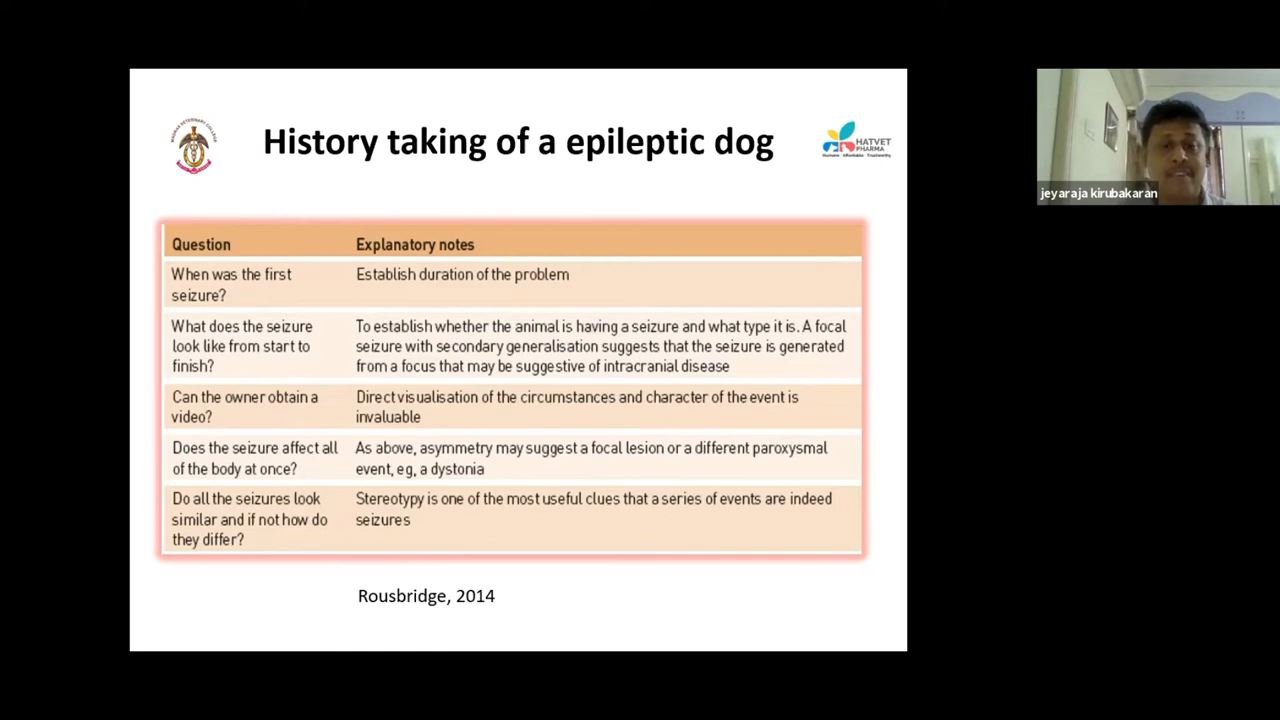 MADRAS VETERINARY COLLEGE
History taking of a epileptic dog
HATVET
PHARMA
Humane · Affordable · Trustworthy
jeyaraja kirubakaran
Question Explanatory notes
When was the first Establish duration of the problem
seizure?
What does the seizure To establish whether the animal is having a seizure and what type it is. A focal
look like from start to seizure with secondary generalisation suggests that the seizure is generated
finish? from a focus that may be suggestive of intracranial disease
Can the owner obtain a Direct visualisation of the circumstances and character of the event is
video? invaluable
Does the seizure affect all As above, asymmetry may suggest a focal lesion or a different paroxysmal
of the body at once? event, eg, a dystonia
Do all the seizures look Stereotypy is one of the most useful clues that a series of events are indeed
similar and if not how do seizures
they differ?
Rousbridge, 2014